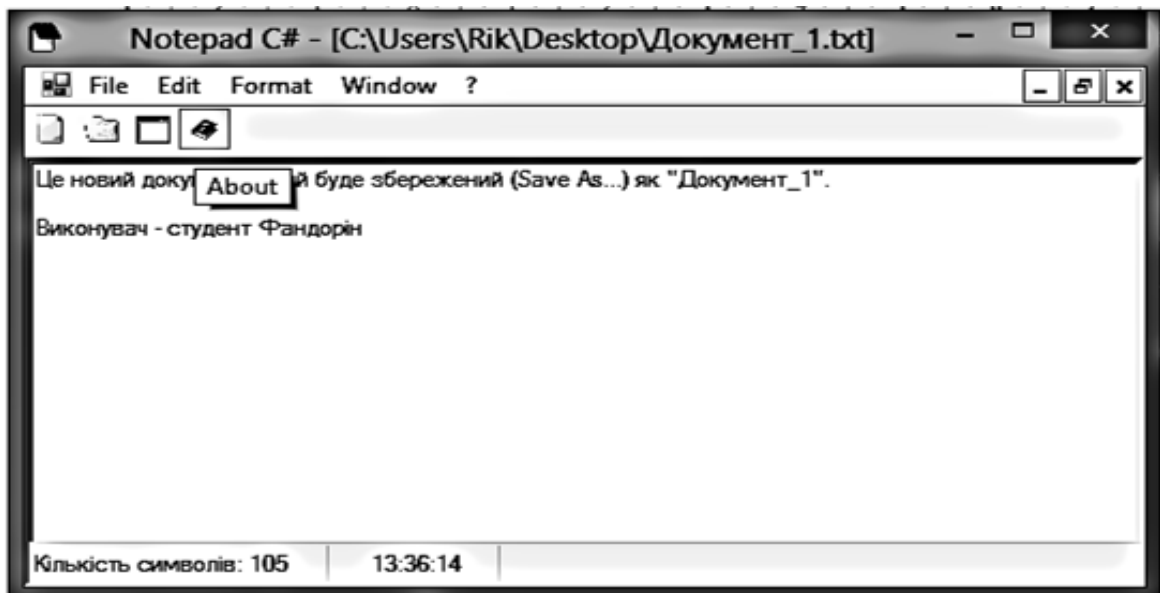 Notepad C# - [C:\Users\Rik\Desktop\Документ_1.txt]
File Edit Format Window ?
Це новий буде збережений (Save As...) як "Документ_1".
About
Виконувач - студент Фандорін
Кількість символів: 105 13:36:14